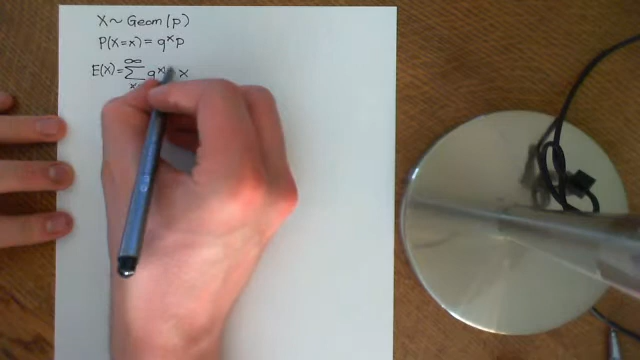 X ~ Geom(p)
P(X=x) = q^x p
E(X) = ∑ ∞ q^x x